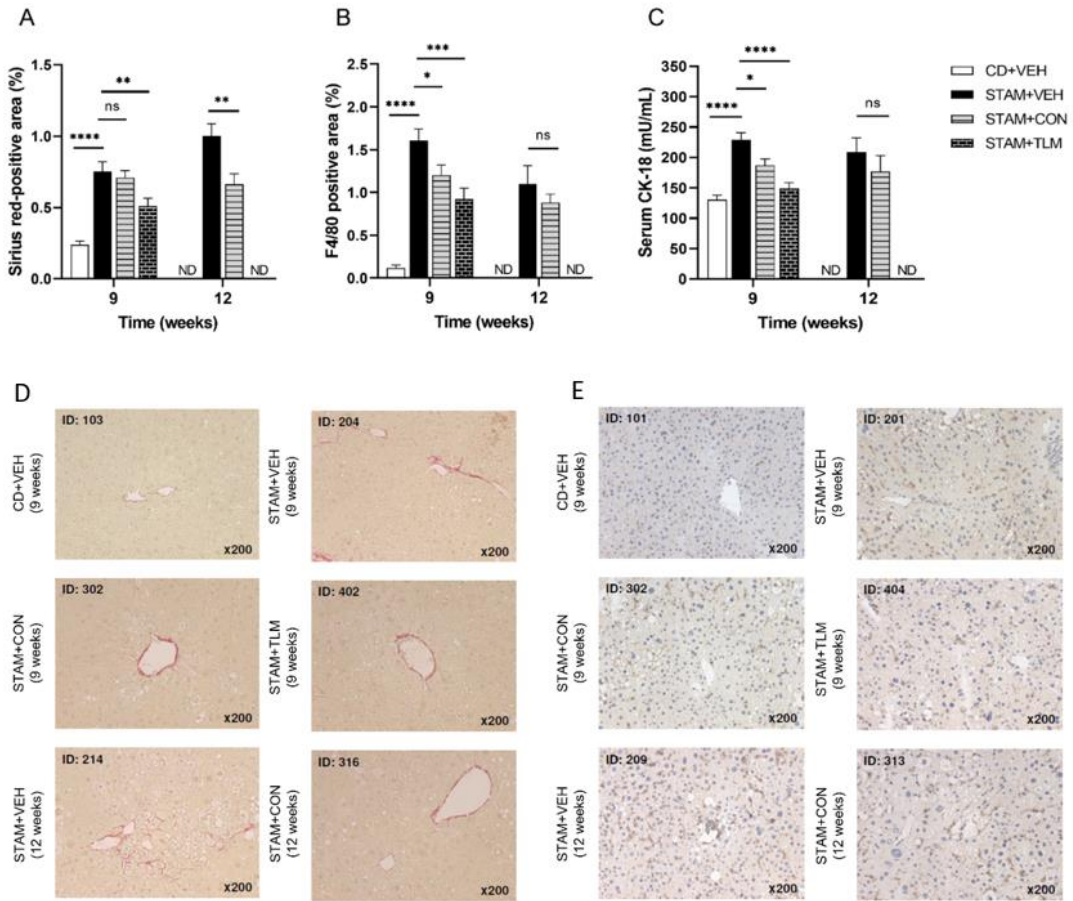 A
Sirius red-positive area (%)
1.5
1.0
0.5
0.0
****
ns
**
**
ND
ND
9
12
Time (weeks)
B
F4/80 positive area (%)
2.5
2.0
1.5
1.0
0.5
0.0
****
*
***
ns
ND
ND
9
12
Time (weeks)
C
Serum CK-18 (mU/mL)
350
300
250
200
150
100
50
0
****
*
****
ns
ND
ND
9
12
Time (weeks)
CD+VEH
STAM+VEH
STAM+CON
STAM+TLM
D
CD+VEH
(9 weeks)
ID: 103
x200
STAM+VEH
(9 weeks)
ID: 204
x200
STAM+CON
(9 weeks)
ID: 302
x200
STAM+TLM
(9 weeks)
ID: 402
x200
STAM+VEH
(12 weeks)
ID: 214
x200
STAM+CON
(12 weeks)
ID: 316
x200
E
CD+VEH
(9 weeks)
ID: 101
x200
STAM+VEH
(9 weeks)
ID: 201
x200
STAM+CON
(9 weeks)
ID: 302
x200
STAM+TLM
(9 weeks)
ID: 404
x200
STAM+VEH
(12 weeks)
ID: 209
x200
STAM+CON
(12 weeks)
ID: 313
x200